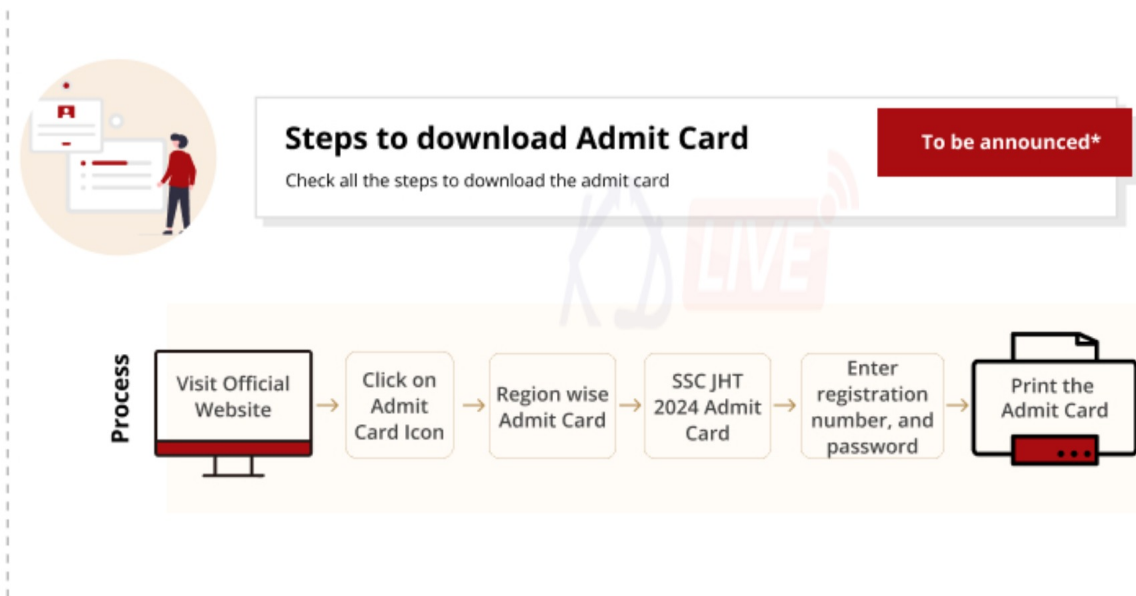 Steps to download Admit Card
To be announced*
Check all the steps to download the admit card
KD
LIVE
Process
Visit Official
Website
Click on
Admit
Card Icon
Region wise
Admit Card
SSC JHT
2024 Admit
Card
Enter
registration
number, and
password
Print the
Admit Card